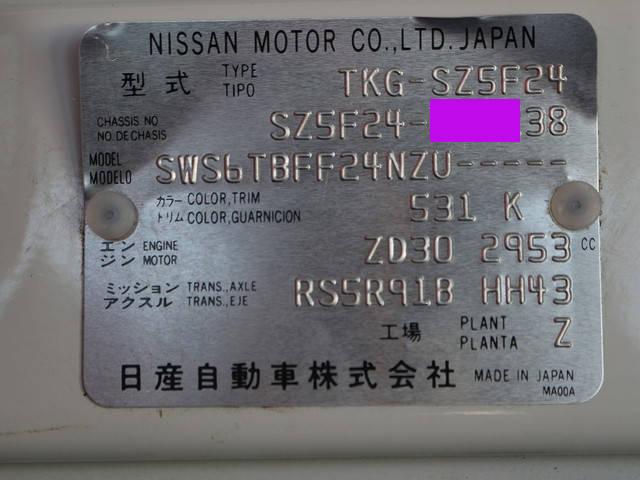 NISSAN MOTOR CO.,LTD.JAPAN
型式 TYPE TIPO TKG-SZ5F24
CHASSIS NO NO.DE CHASIS SZ5F24- 38
MODEL MODELO SWS6TBFF24NZU-----
カラー トリム COLOR,TRIM COLOR,GUARNICION 531 K
エンジン ENGINE MOTOR ZD30 2953 CC
ミッション アクスル TRANS.,AXLE TRANS.,EJE RS5R91B HH43
工場 PLANT PLANTA Z
日産自動車株式会社 MADE IN JAPAN
MA00A